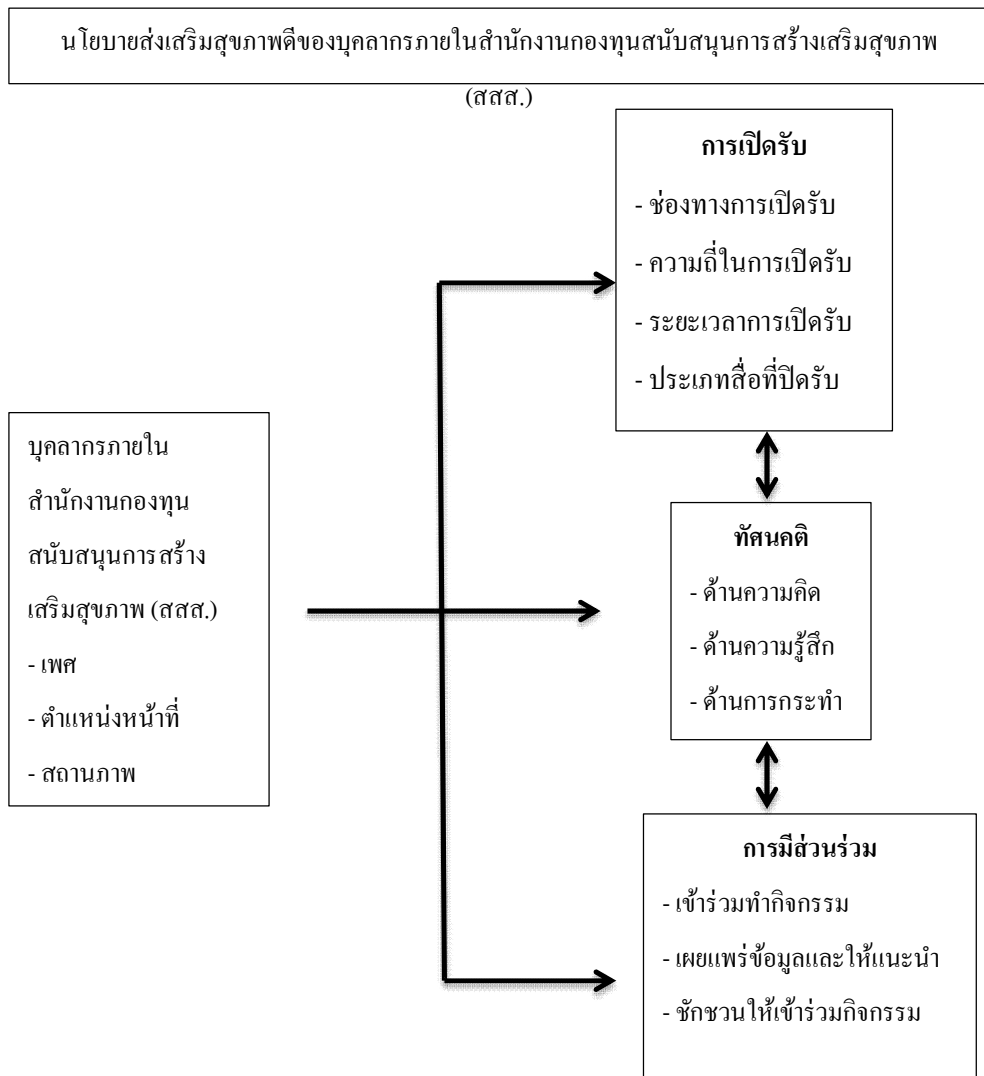 นโยบายส่งเสริมสุขภาพดีของบุคลากรภายในสำนักงานกองทุนสนับสนุนการสร้างเสริมสุขภาพ
(สสส.)
การเปิดรับ
- ช่องทางการเปิดรับ
- ความถี่ในการเปิดรับ
- ระยะเวลาการเปิดรับ
- ประเภทสื่อที่ปิดรับ
บุคลากรภายใน
สำนักงานกองทุน
สนับสนุนการสร้าง
เสริมสุขภาพ (สสส.)
- เพศ
- ตำแหน่งหน้าที่
- สถานภาพ
ทัศนคติ
- ด้านความคิด
- ด้านความรู้สึก
- ด้านการกระทำ
การมีส่วนร่วม
- เข้าร่วมทำกิจกรรม
- เผยแพร่ข้อมูลและให้แนะนำ
- ชักชวนให้เข้าร่วมกิจกรรม